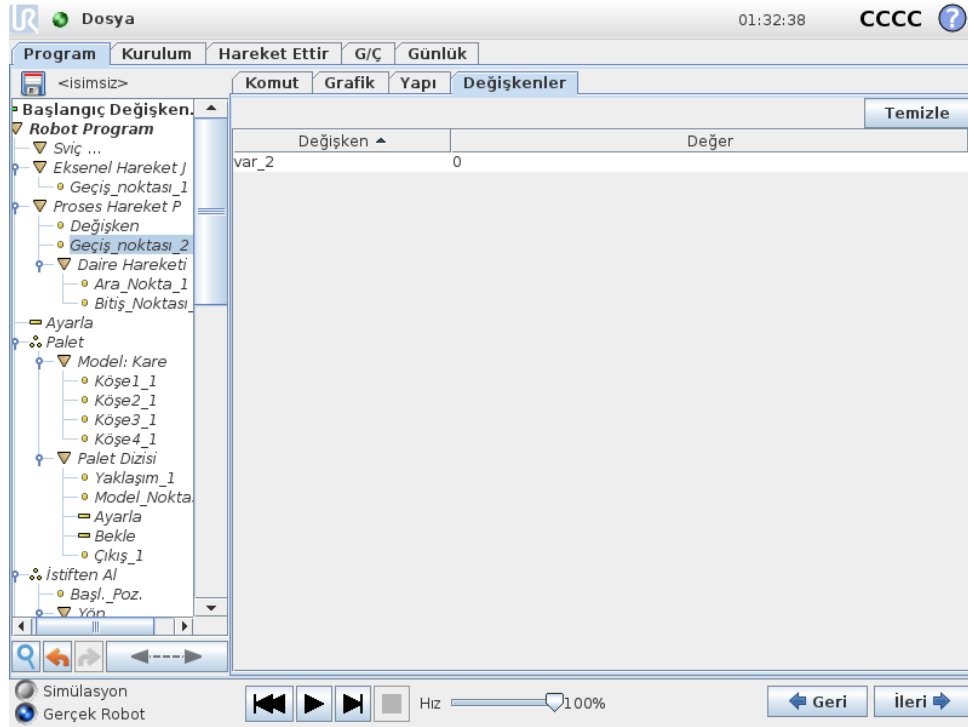 UR Dosya 01:32:38 CCCC ?
Program Kurulum Hareket Ettir G/Ç Günlük
<isimsiz> Komut Grafik Yapı Değişkenler
Temizle
Değişken Değer
var_2 0
Başlangıç Değişken.
Robot Program
Sviç ...
Eksenel Hareket J
Geçiş_noktası_1
Proses Hareket P
Değişken
Geçiş_noktası_2
Daire Hareketi
Ara_Nokta_1
Bitiş_Noktası_
Ayarla
Palet
Model: Kare
Köşe1_1
Köşe2_1
Köşe3_1
Köşe4_1
Palet Dizisi
Yaklaşım_1
Model_Nokta
Ayarla
Bekle
Çıkış_1
İstiften Al
Başl._Poz.
Yön
Simülasyon
Gerçek Robot
Hız 100%
Geri İleri